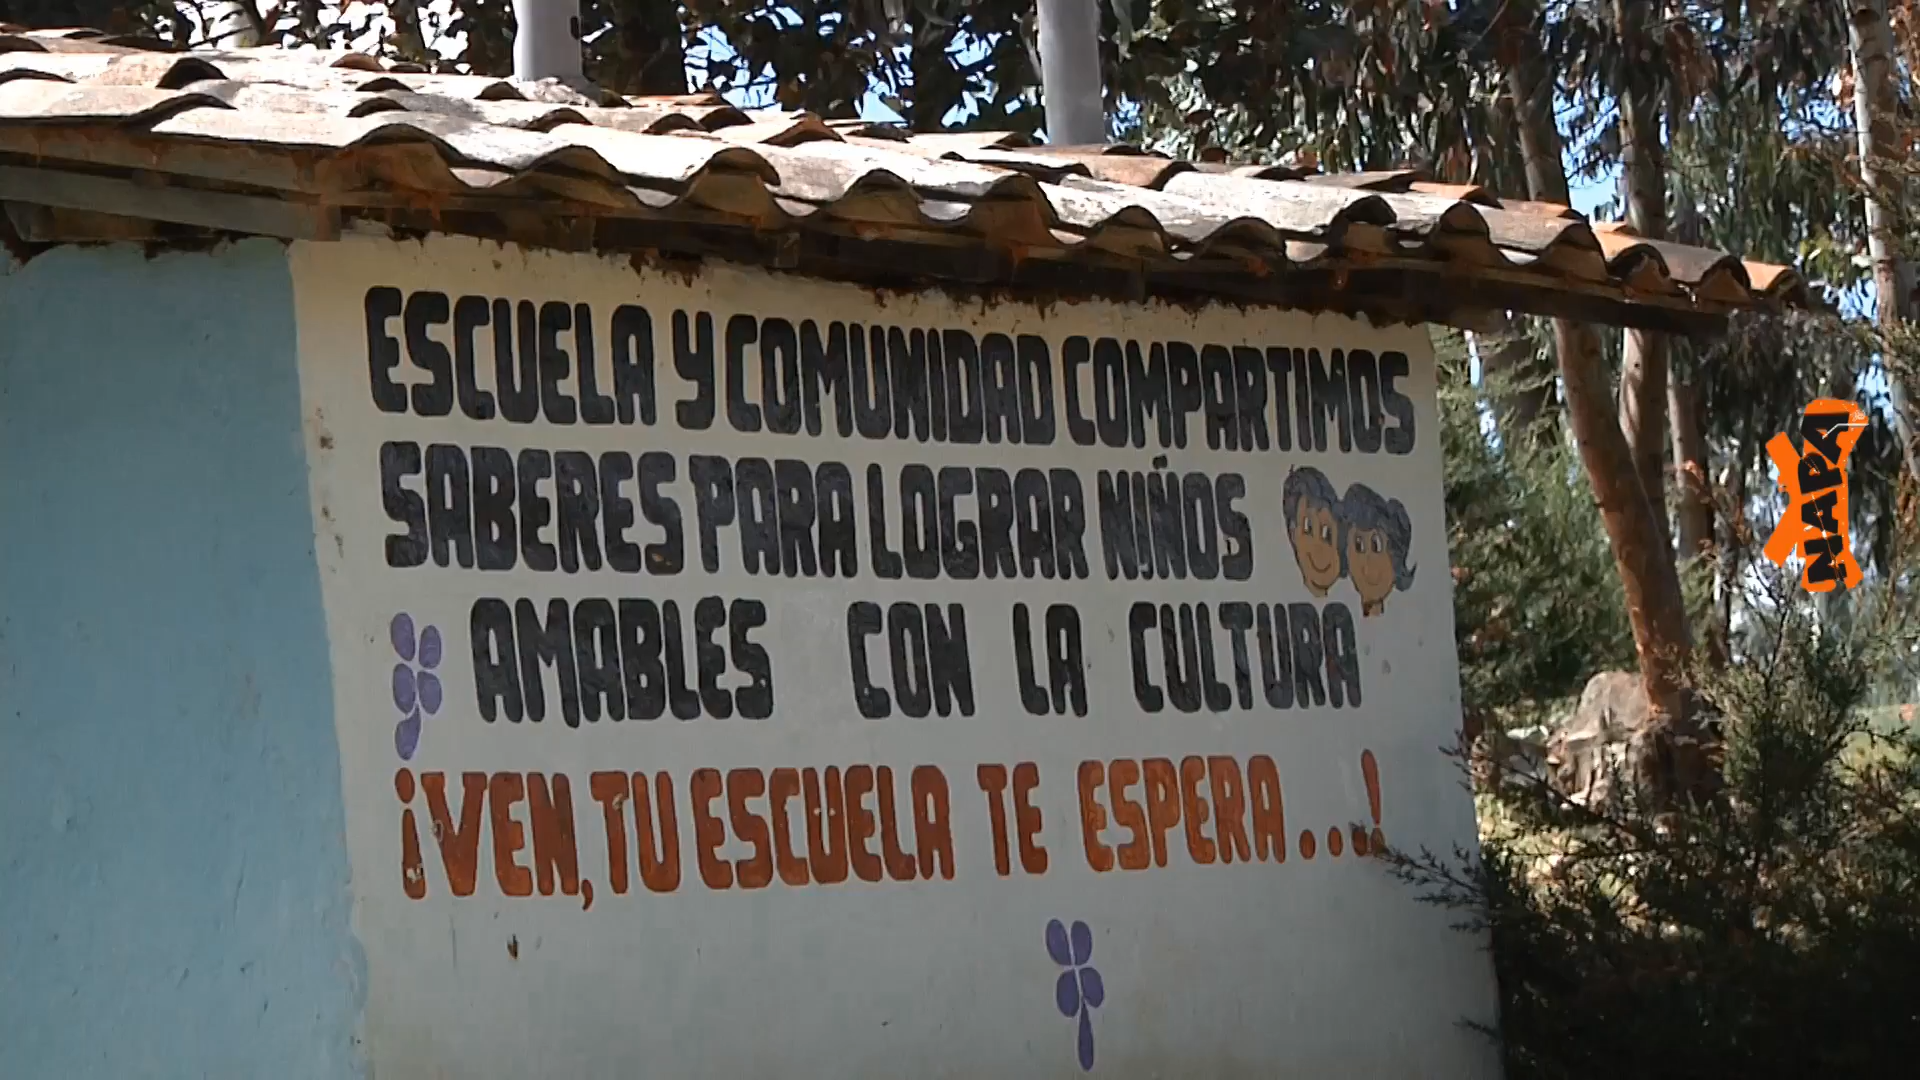 ESCUELA Y COMUNIDAD COMPARTIMOS
SABERES PARA LOGRAR NIÑOS
AMABLES CON LA CULTURA
¡VEN, TU ESCUELA TE ESPERA...!
NAPA